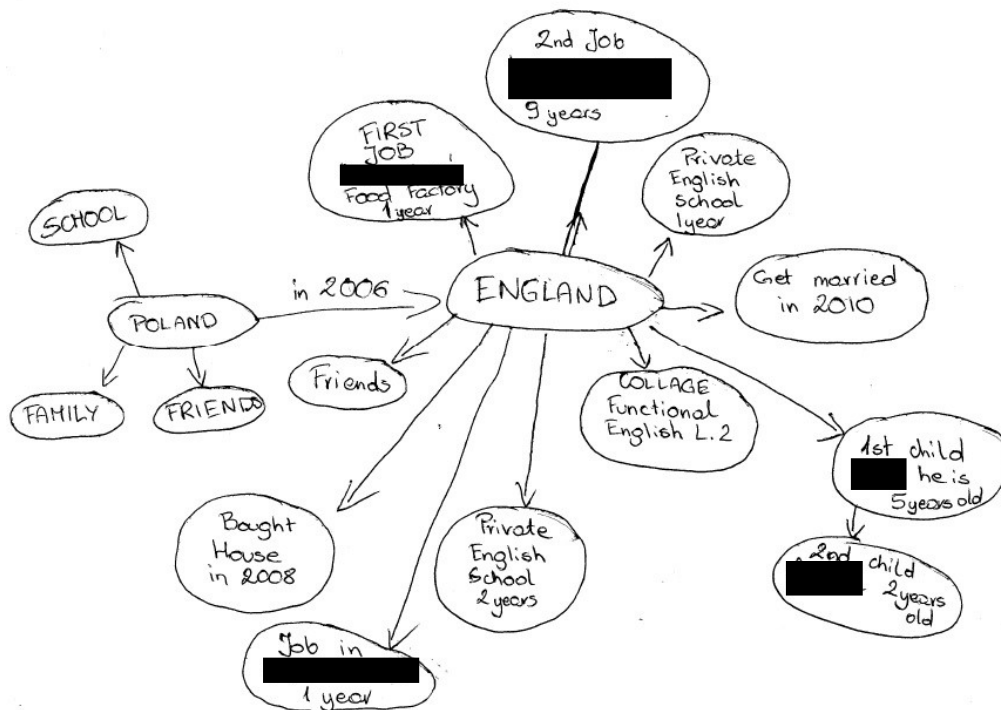 2nd Job
9 years
FIRST
JOB
Food Factory
1 year
Private
English
School
1 year
SCHOOL
in 2006
ENGLAND
Get married
in 2010
POLAND
FAMILY
FRIENDS
Friends
COLLAGE
Functional
English L.2
1st child
he is
5 years old
2nd child
2 years
old
Bought
House
in 2008
Private
English
School
2 years
Job in
1 year